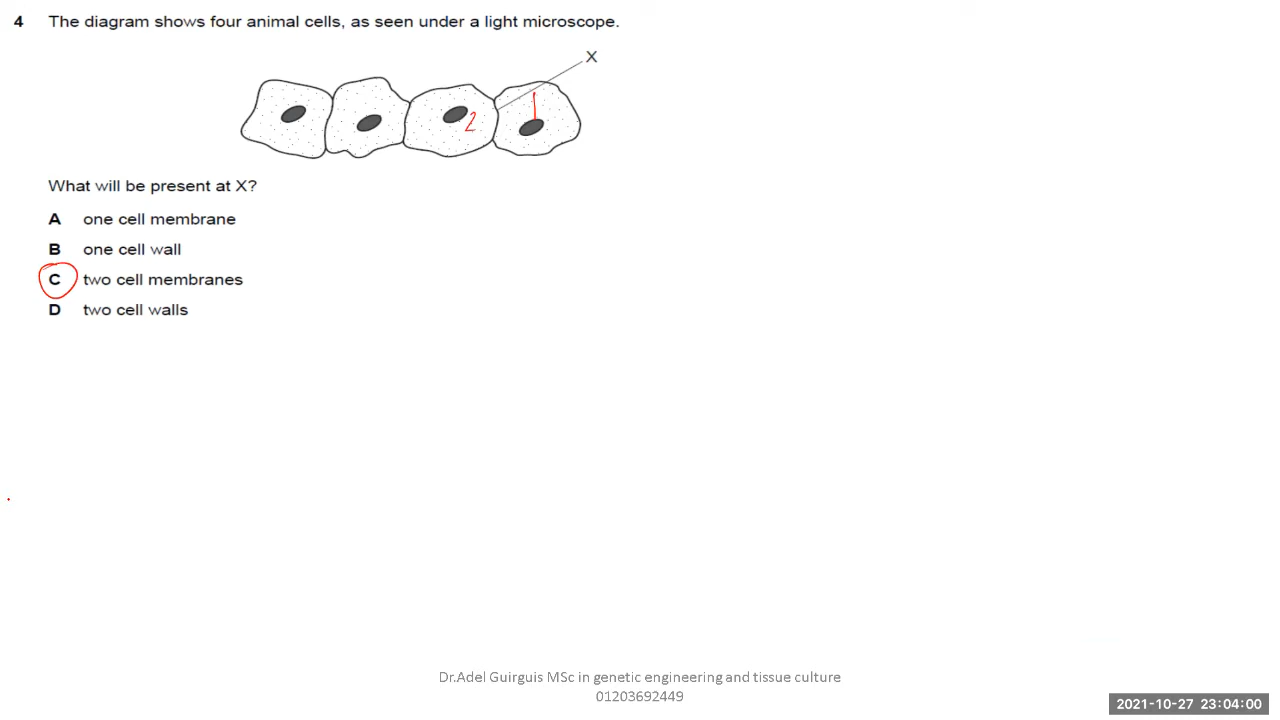 4 The diagram shows four animal cells, as seen under a light microscope.
X
1
2
What will be present at X?
A one cell membrane
B one cell wall
C two cell membranes
D two cell walls
Dr.Adel Guirguis MSc in genetic engineering and tissue culture
01203692449
2021-10-27 23:04:00